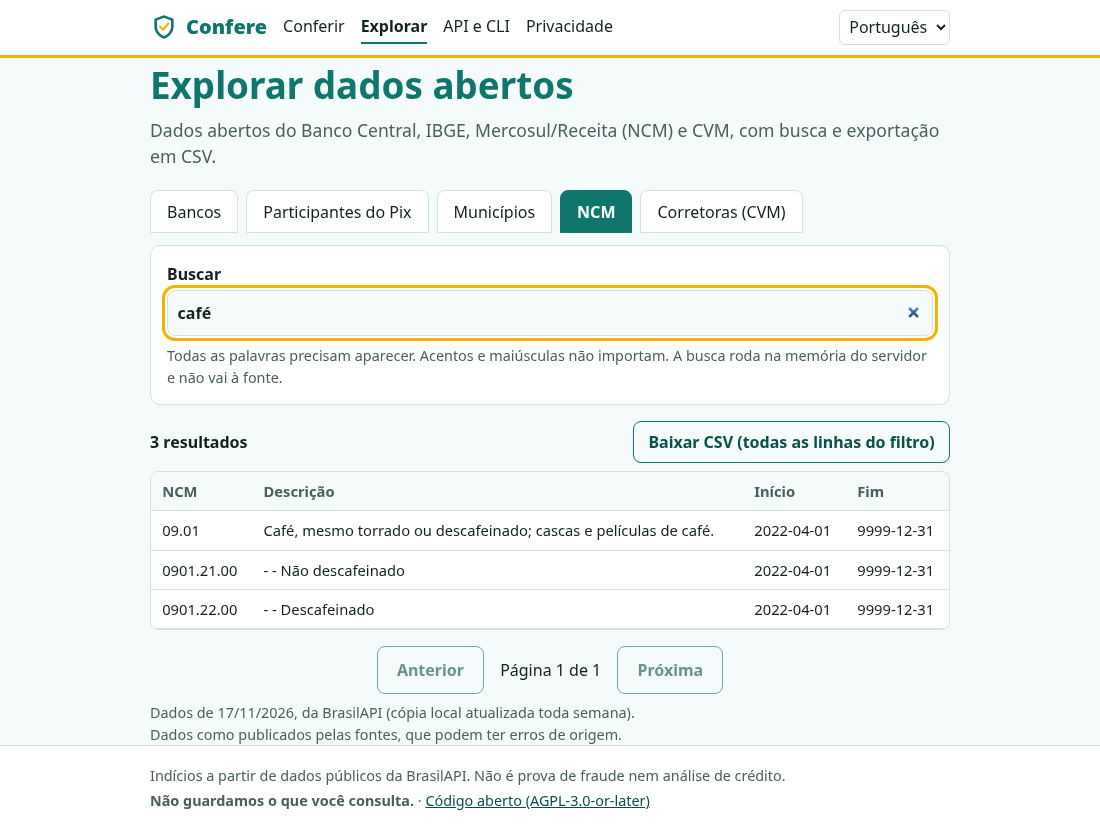 Confere Conferir Explorar API e CLI Privacidade Português
Explorar dados abertos
Dados abertos do Banco Central, IBGE, Mercosul/Receita (NCM) e CVM, com busca e exportação
em CSV.
Bancos Participantes do Pix Municípios NCM Corretoras (CVM)
Buscar
café
Todas as palavras precisam aparecer. Acentos e maiúsculas não importam. A busca roda na memória do servidor
e não vai à fonte.
3 resultados Baixar CSV (todas as linhas do filtro)
NCM Descrição Início Fim
09.01 Café, mesmo torrado ou descafeinado; cascas e películas de café. 2022-04-01 9999-12-31
0901.21.00 - - Não descafeinado 2022-04-01 9999-12-31
0901.22.00 - - Descafeinado 2022-04-01 9999-12-31
Anterior Página 1 de 1 Próxima
Dados de 17/11/2026, da BrasilAPI (cópia local atualizada toda semana).
Dados como publicados pelas fontes, que podem ter erros de origem.
Indícios a partir de dados públicos da BrasilAPI. Não é prova de fraude nem análise de crédito.
Não guardamos o que você consulta. · Código aberto (AGPL-3.0-or-later)